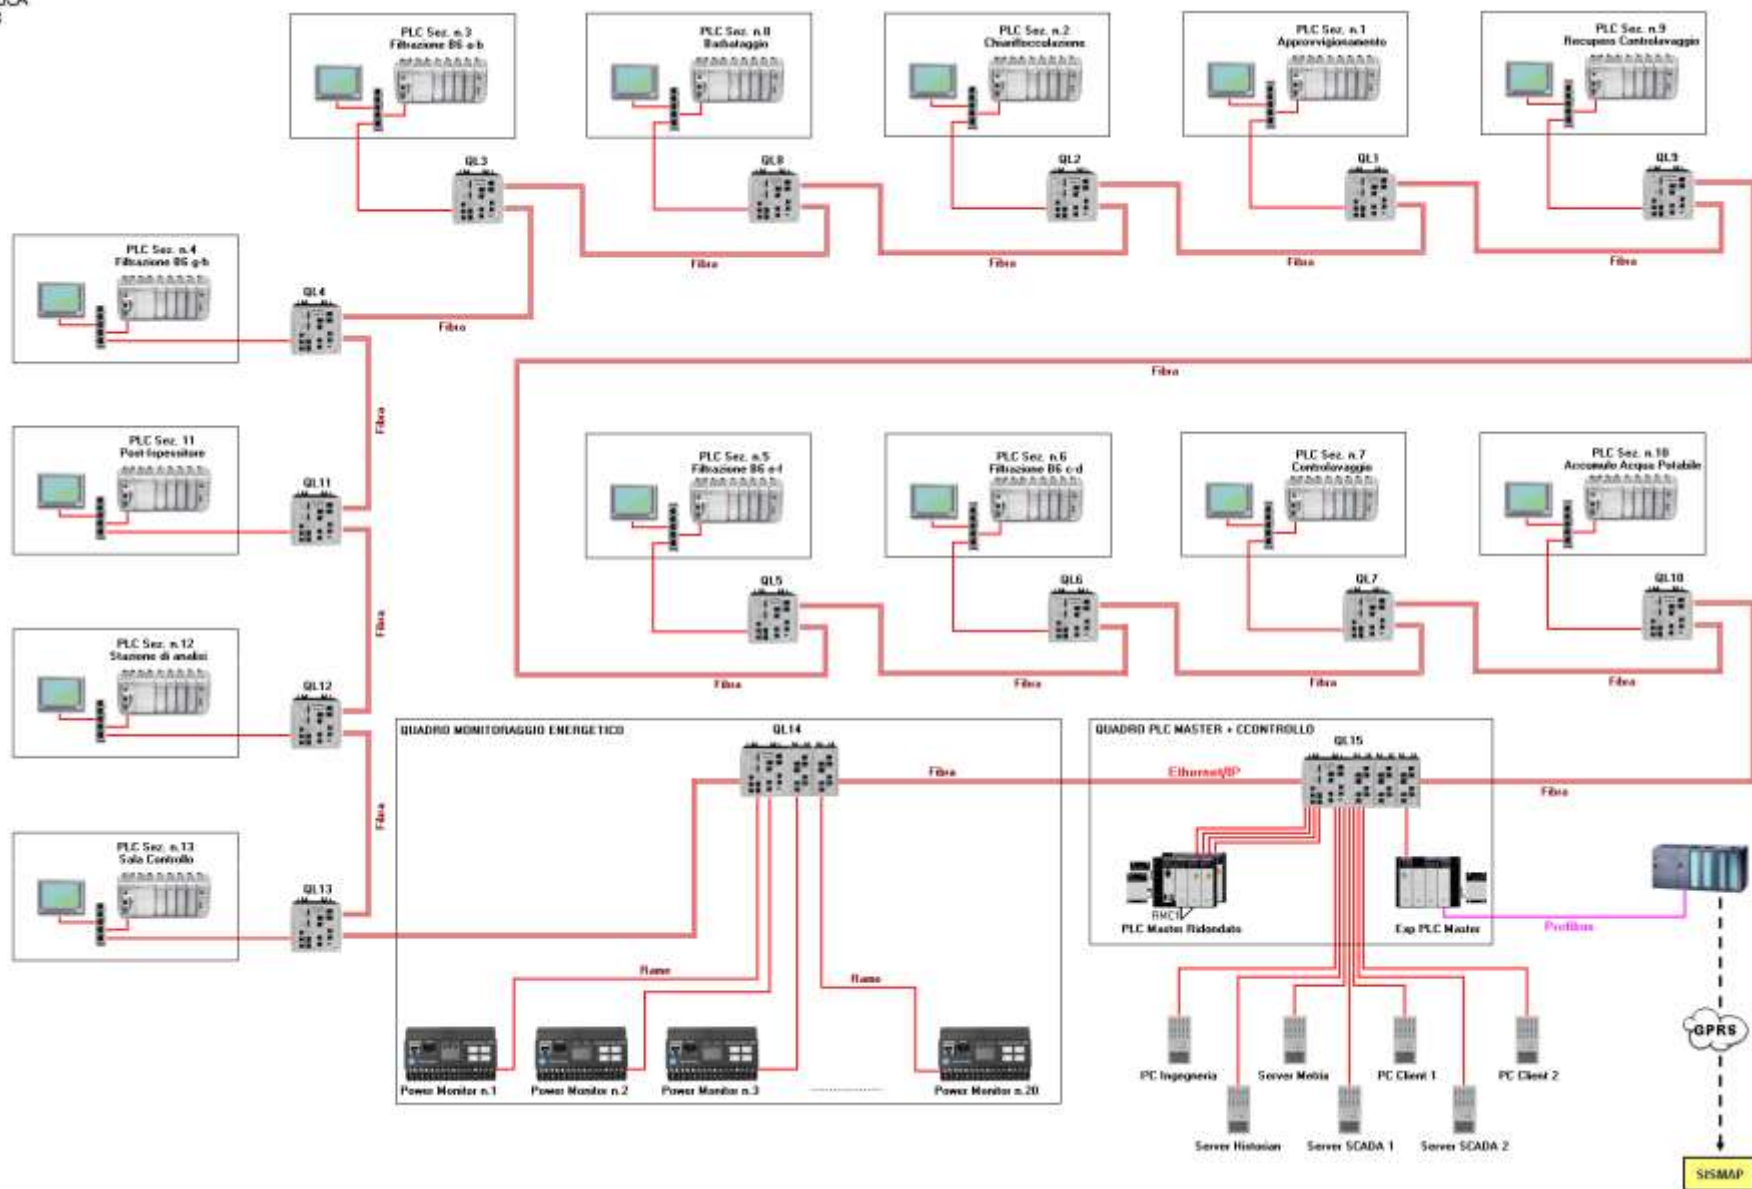 PLC Sez. n.3
Filtrazione B6 a-b
PLC Sez. n.8
Barbotaggio
PLC Sez. n.2
Chiariflocculazione
PLC Sez. n.1
Approvvigionamento
PLC Sez. n.9
Recupero Controlavaggio
QL3
QL8
QL2
QL1
QL9
Fibra
Fibra
Fibra
Fibra
PLC Sez. n.4
Filtrazione B6 g-h
QL4
Fibra
Fibra
Fibra
PLC Sez. 11
Post-Ispessitore
QL11
PLC Sez. n.5
Filtrazione B6 e-f
PLC Sez. n.6
Filtrazione B6 c-d
PLC Sez. n.7
Controlavaggio
PLC Sez. n.10
Accumulo Acqua Potabile
QL5
QL6
QL7
QL10
Fibra
Fibra
Fibra
Fibra
Fibra
PLC Sez. n.12
Stazione di analisi
QL12
Fibra
PLC Sez. n.13
Sala Controllo
QL13
QUADRO MONITORAGGIO ENERGETICO
QL14
Fibra
Rame
Rame
Power Monitor n.1
Power Monitor n.2
Power Monitor n.3
....................
Power Monitor n.20
QUADRO PLC MASTER + CCONTROLLO
QL15
Ethernet/IP
Fibra
RMC1
PLC Master Ridondato
Exp PLC Master
Profibus
PC Ingegneria
Server Metrix
PC Client 1
PC Client 2
Server Historian
Server SCADA 1
Server SCADA 2
GPRS
SISMAP